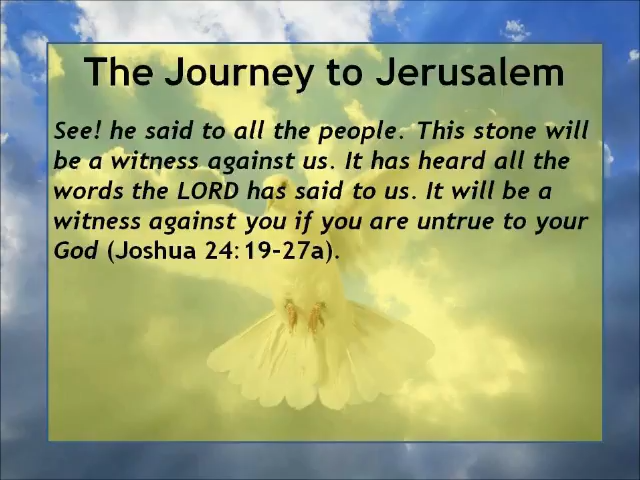 The Journey to Jerusalem
See! he said to all the people. This stone will
be a witness against us. It has heard all the
words the LORD has said to us. It will be a
witness against you if you are untrue to your
God (Joshua 24:19-27a).